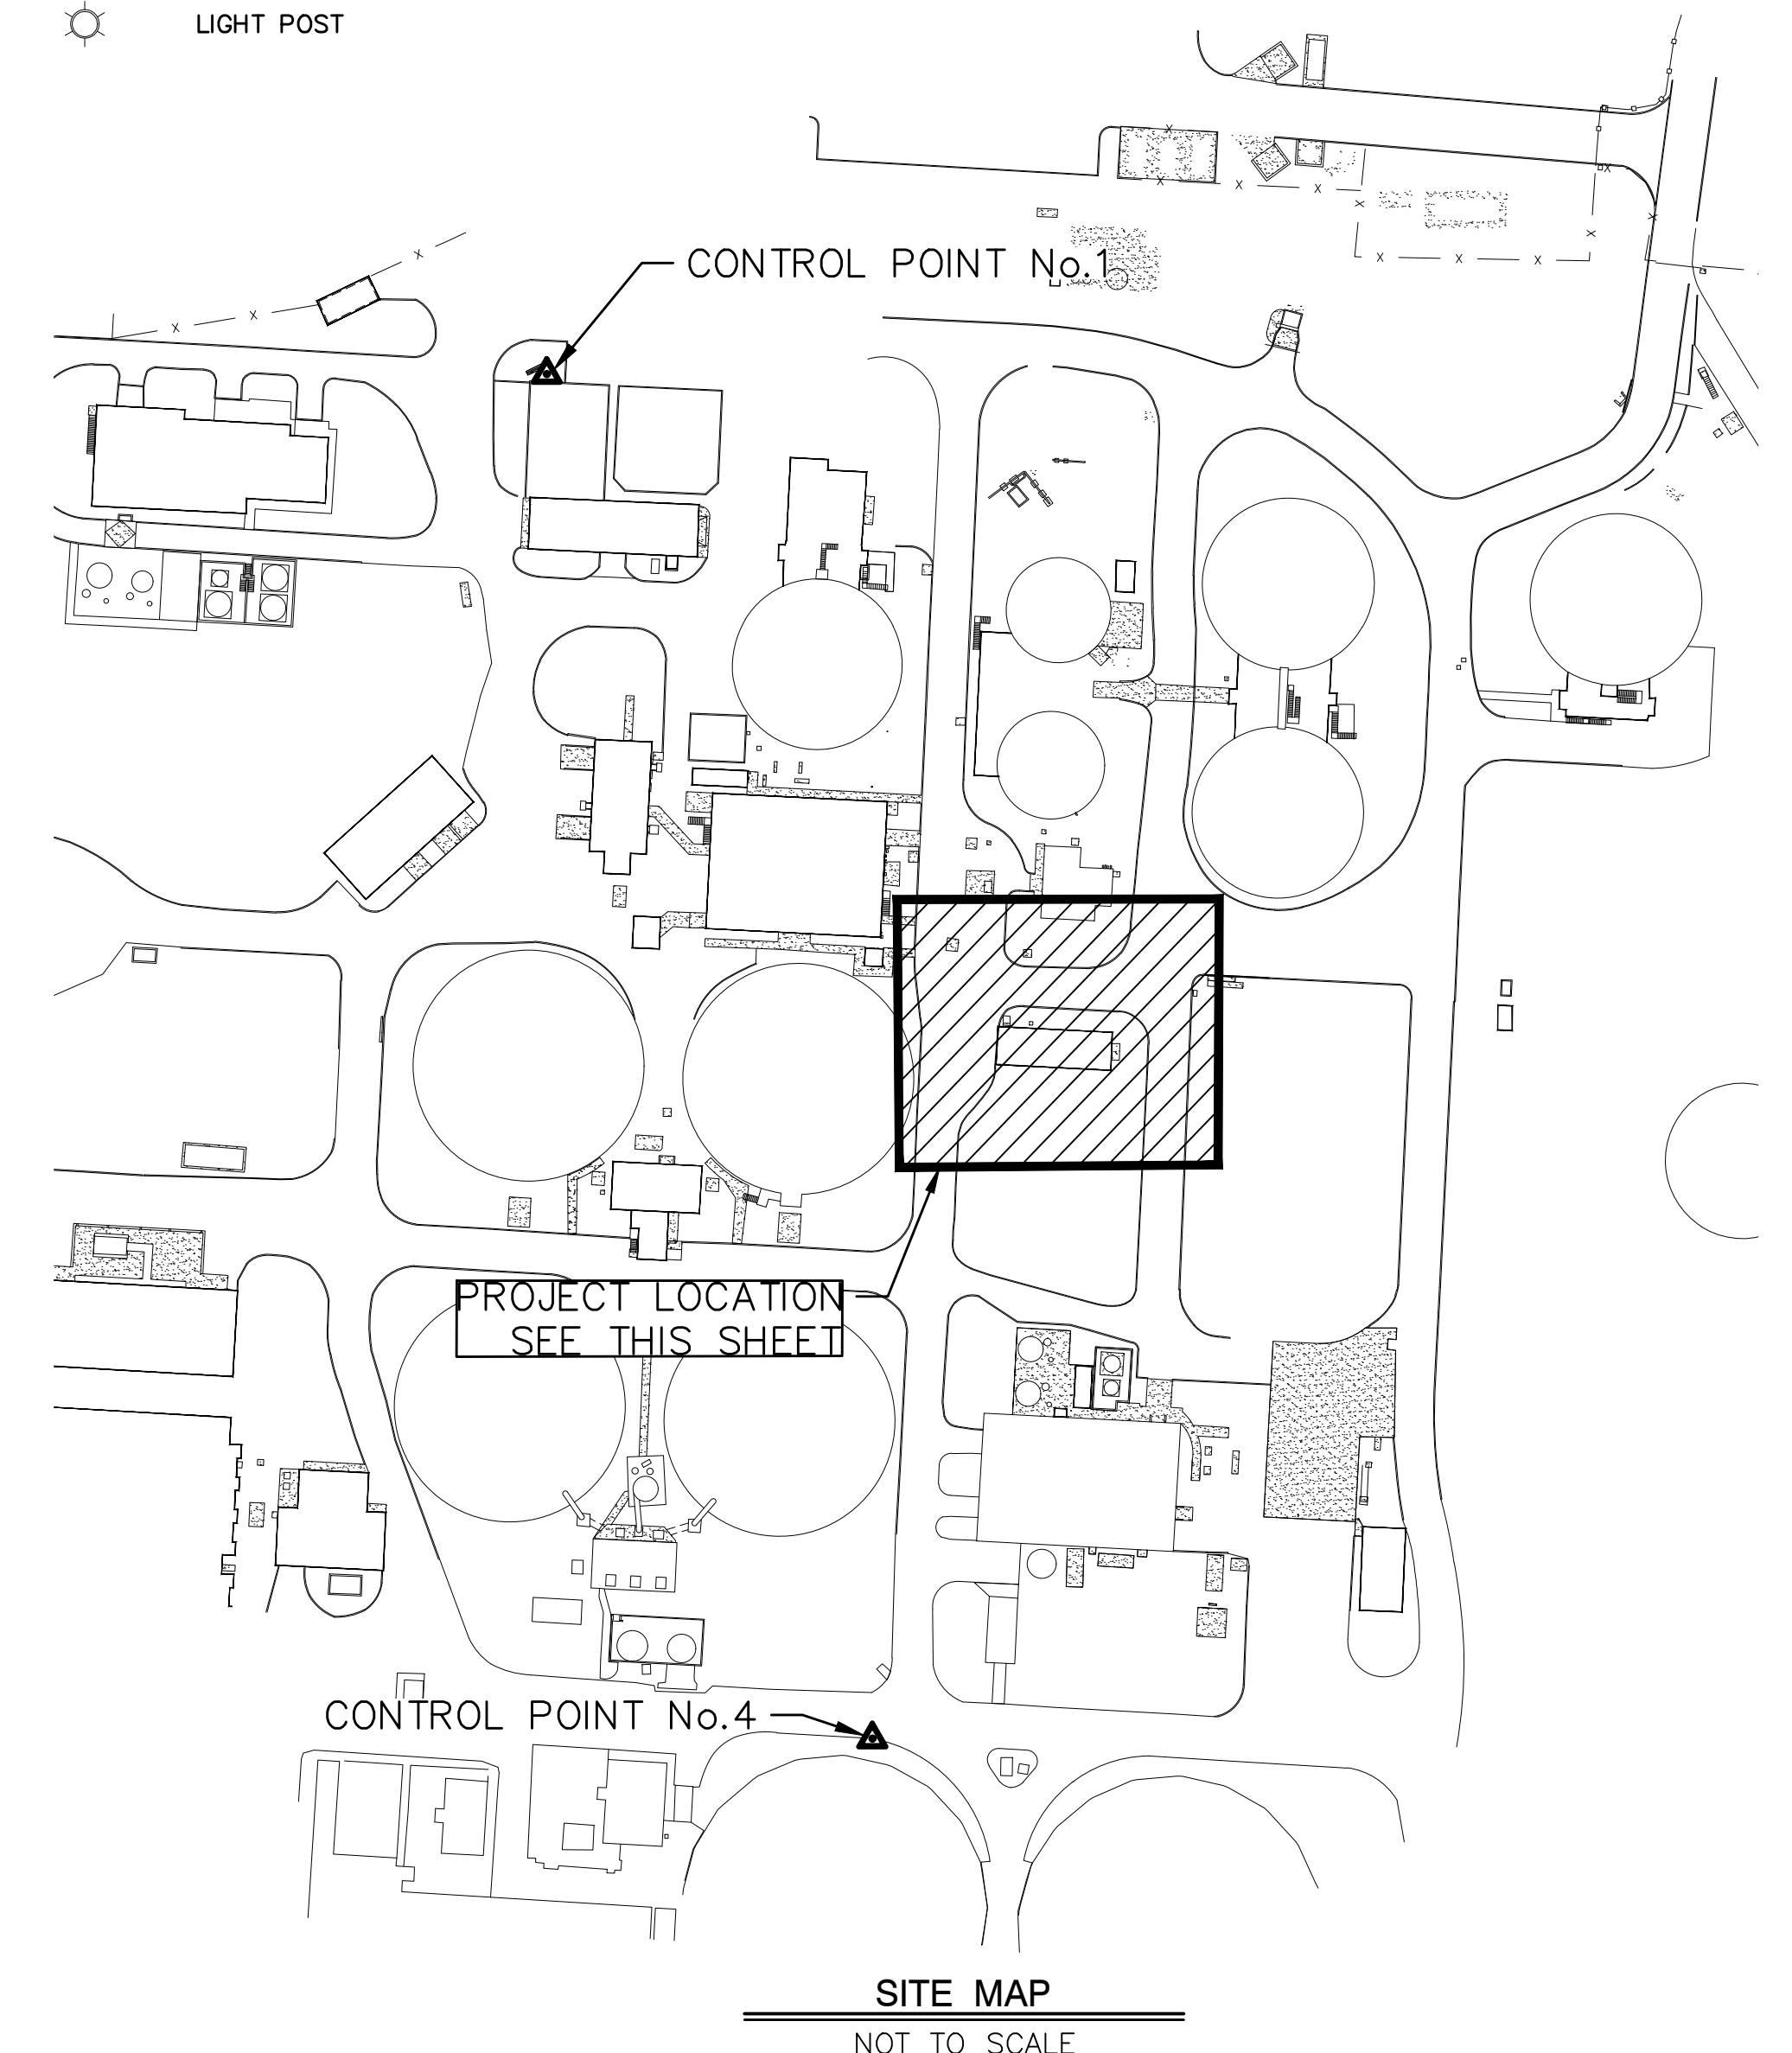 LIGHT POST
CONTROL POINT No.1
PROJECT LOCATION
SEE THIS SHEET
CONTROL POINT No.4
SITE MAP
NOT TO SCALE